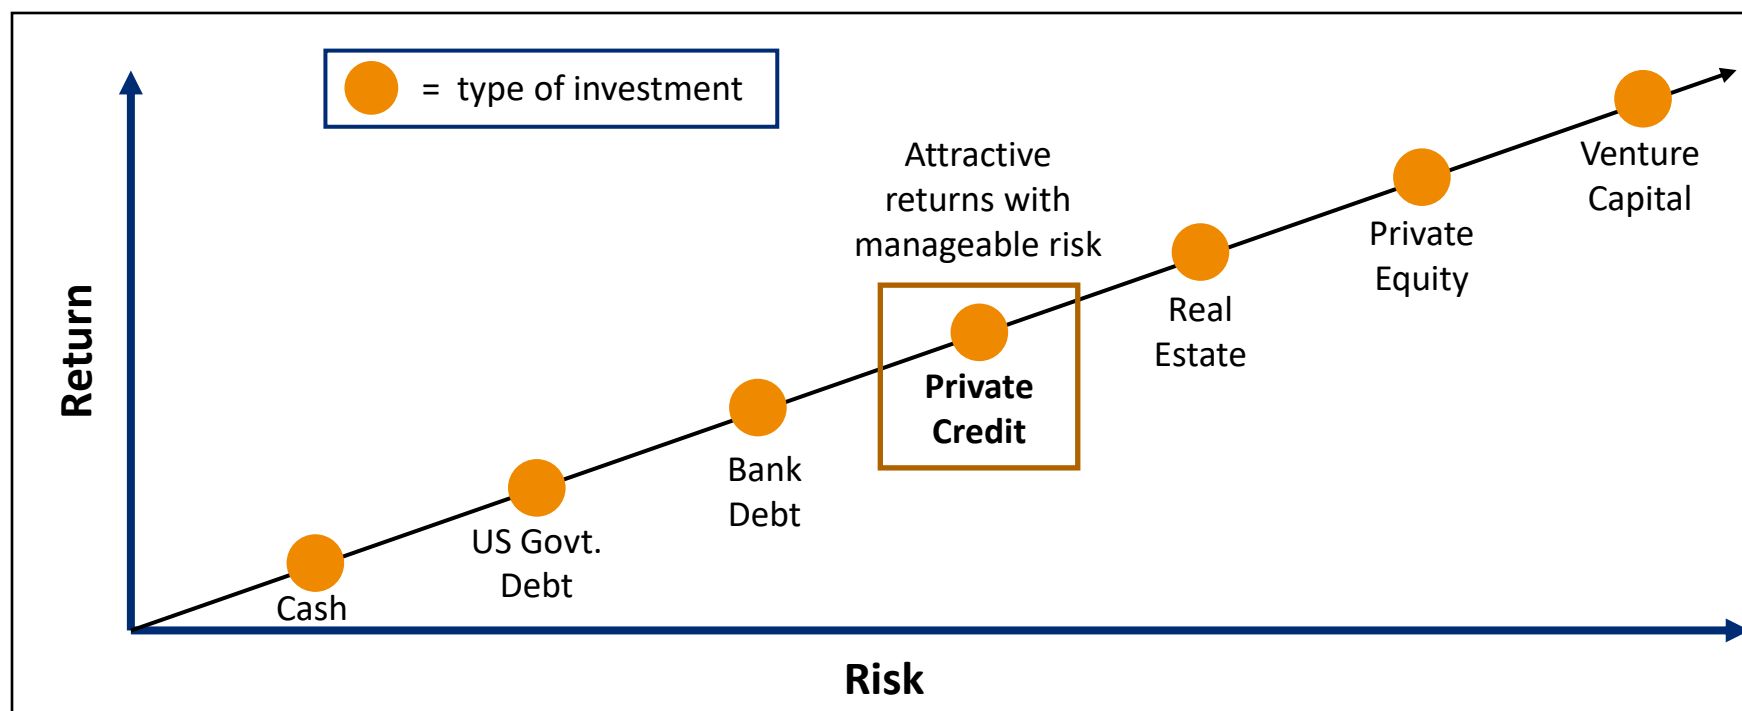 = type of investment
Attractive
returns with
manageable risk
Venture
Capital
Private
Equity
Real
Estate
Private
Credit
Bank
Debt
US Govt.
Debt
Cash
Return
Risk